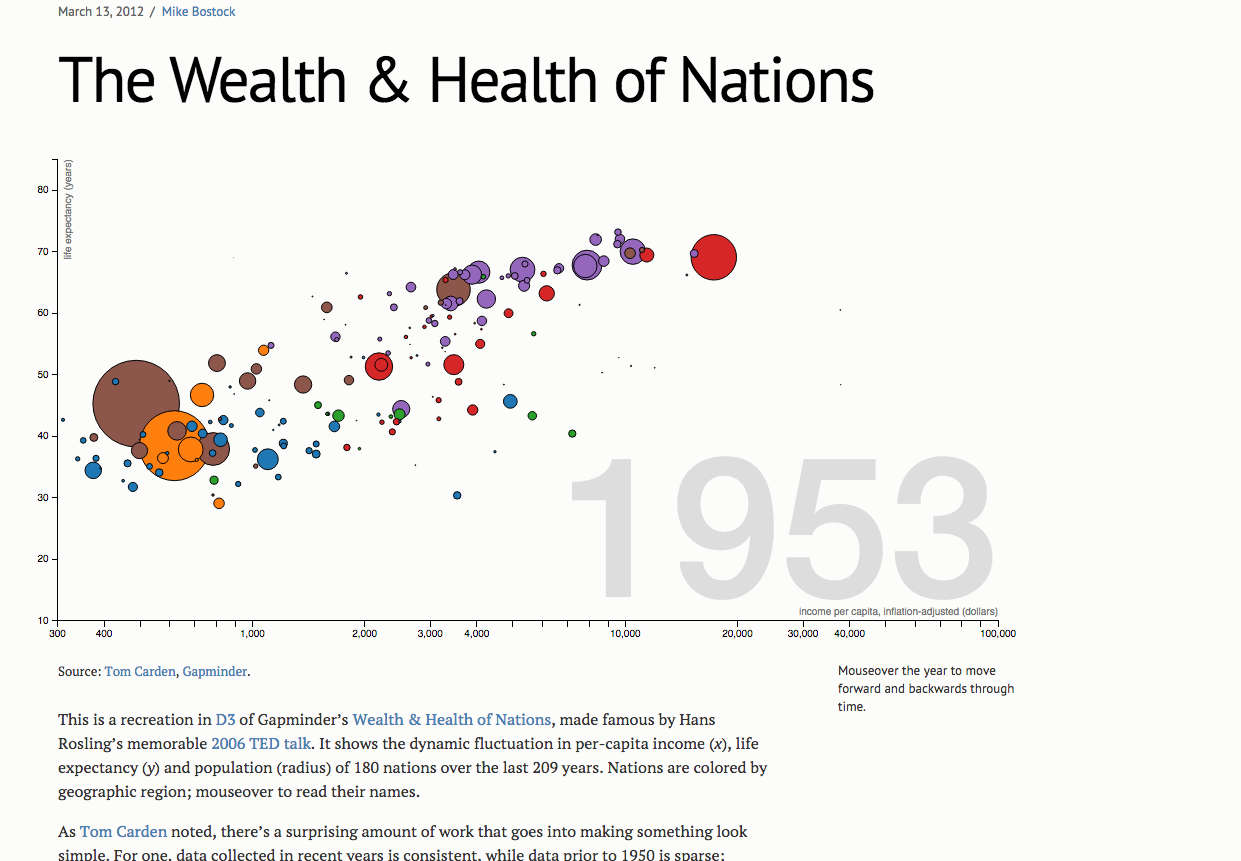 March 13, 2012 / Mike Bostock
The Wealth & Health of Nations
life expectancy (years)
80
70
60
50
40
30
20
10
1953
income per capita, inflation-adjusted (dollars)
300 400 1,000 2,000 3,000 4,000 10,000 20,000 30,000 40,000 100,000
Source: Tom Carden, Gapminder.
Mouseover the year to move
forward and backwards through
time.
This is a recreation in D3 of Gapminder’s Wealth & Health of Nations, made famous by Hans
Rosling’s memorable 2006 TED talk. It shows the dynamic fluctuation in per-capita income (x), life
expectancy (y) and population (radius) of 180 nations over the last 209 years. Nations are colored by
geographic region; mouseover to read their names.
As Tom Carden noted, there’s a surprising amount of work that goes into making something look
simple. For one, data collected in recent years is consistent, while data prior to 1950 is sparse;